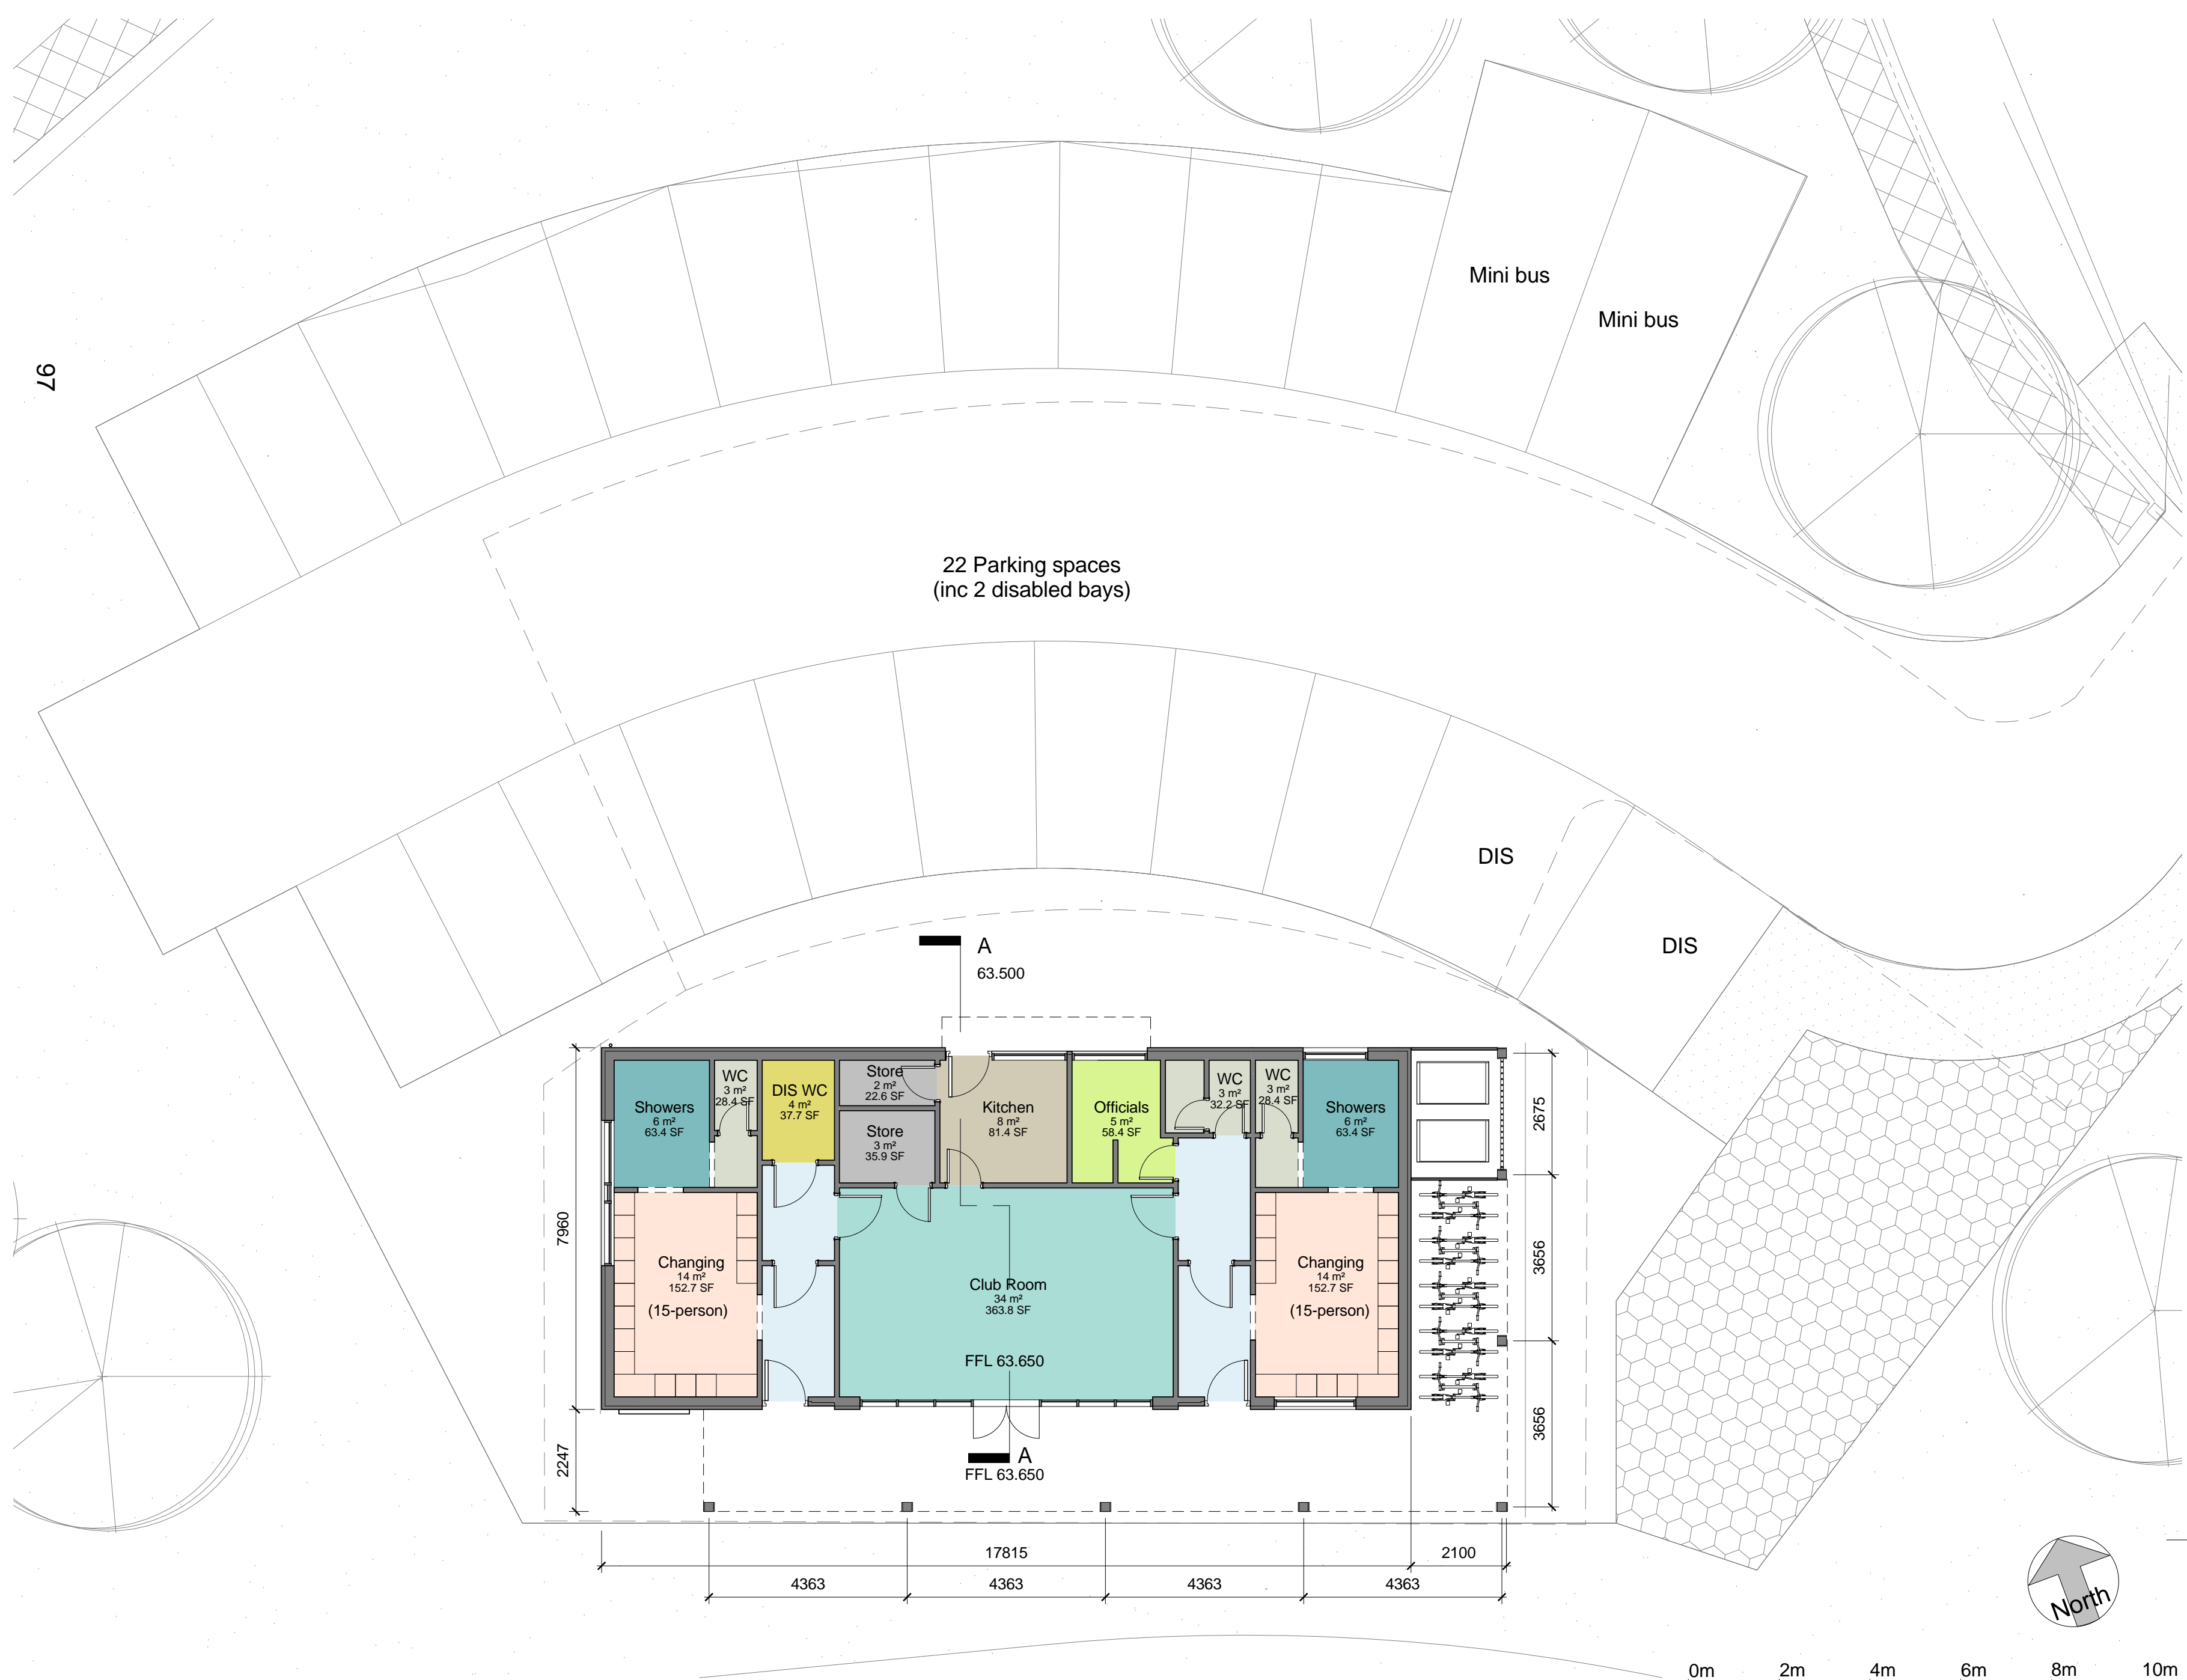 Mini bus
Mini bus
97
22 Parking spaces
(inc 2 disabled bays)
DIS
DIS
A
63.500
Showers
6 m²
63.4 SF
WC
3 m²
28.4 SF
DIS WC
4 m²
37.7 SF
Store
2 m²
22.6 SF
Store
3 m²
35.9 SF
Kitchen
8 m²
81.4 SF
Officials
5 m²
58.4 SF
WC
3 m²
32.2 SF
WC
3 m²
28.4 SF
Showers
6 m²
63.4 SF
2675
7960
3656
Changing
14 m²
152.7 SF
(15-person)
Club Room
34 m²
363.8 SF
FFL 63.650
Changing
14 m²
152.7 SF
(15-person)
3656
2247
A
FFL 63.650
17815
2100
4363
4363
4363
4363
North
0m
2m
4m
6m
8m
10m